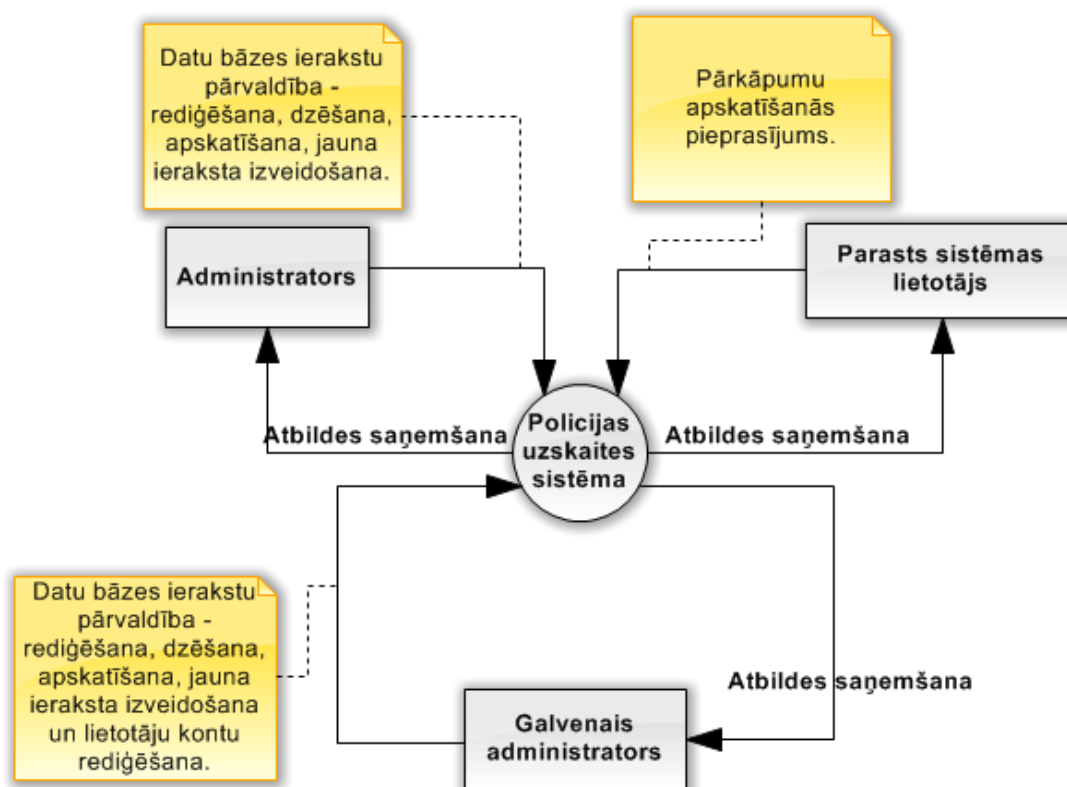 Datu bāzes ierakstu
pārvaldība -
rediģēšana, dzēšana,
apskatīšana, jauna
ieraksta izveidošana.
Pārkāpumu
apskatīšanās
pieprasījums.
Administrators
Parasts sistēmas
lietotājs
Atbildes saņemšana
Policijas
uzskaites
sistēma
Atbildes saņemšana
Datu bāzes ierakstu
pārvaldība -
rediģēšana, dzēšana,
apskatīšana, jauna
ieraksta izveidošana
un lietotāju kontu
rediģēšana.
Atbildes saņemšana
Galvenais
administrators